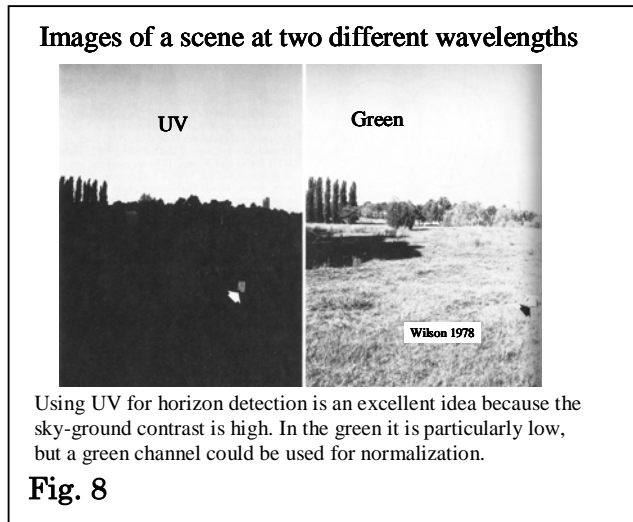 Images of a scene at two different wavelengths
UV
Green
Wilson 1978
Using UV for horizon detection is an excellent idea because the
sky-ground contrast is high. In the green it is particularly low,
but a green channel could be used for normalization.
Fig. 8